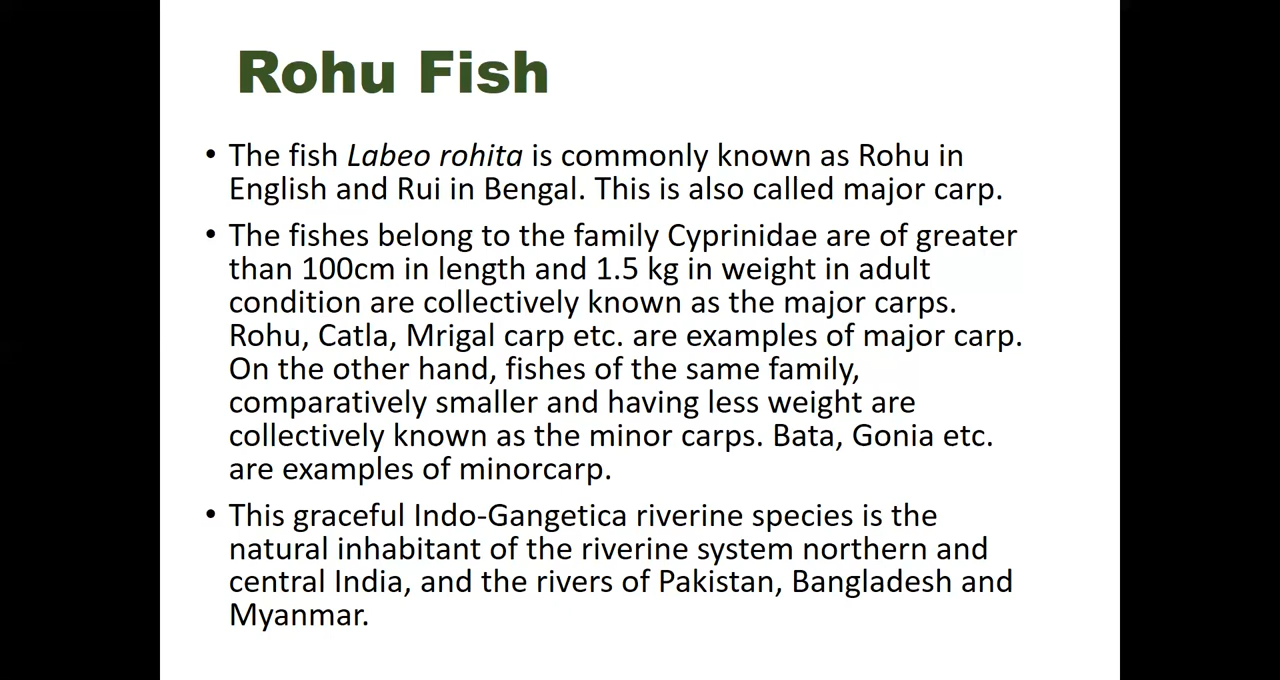 Rohu Fish
• The fish Labeo rohita is commonly known as Rohu in
English and Rui in Bengal. This is also called major carp.
• The fishes belong to the family Cyprinidae are of greater
than 100cm in length and 1.5 kg in weight in adult
condition are collectively known as the major carps.
Rohu, Catla, Mrigal carp etc. are examples of major carp.
On the other hand, fishes of the same family,
comparatively smaller and having less weight are
collectively known as the minor carps. Bata, Gonia etc.
are examples of minorcarp.
• This graceful Indo-Gangetica riverine species is the
natural inhabitant of the riverine system northern and
central India, and the rivers of Pakistan, Bangladesh and
Myanmar.